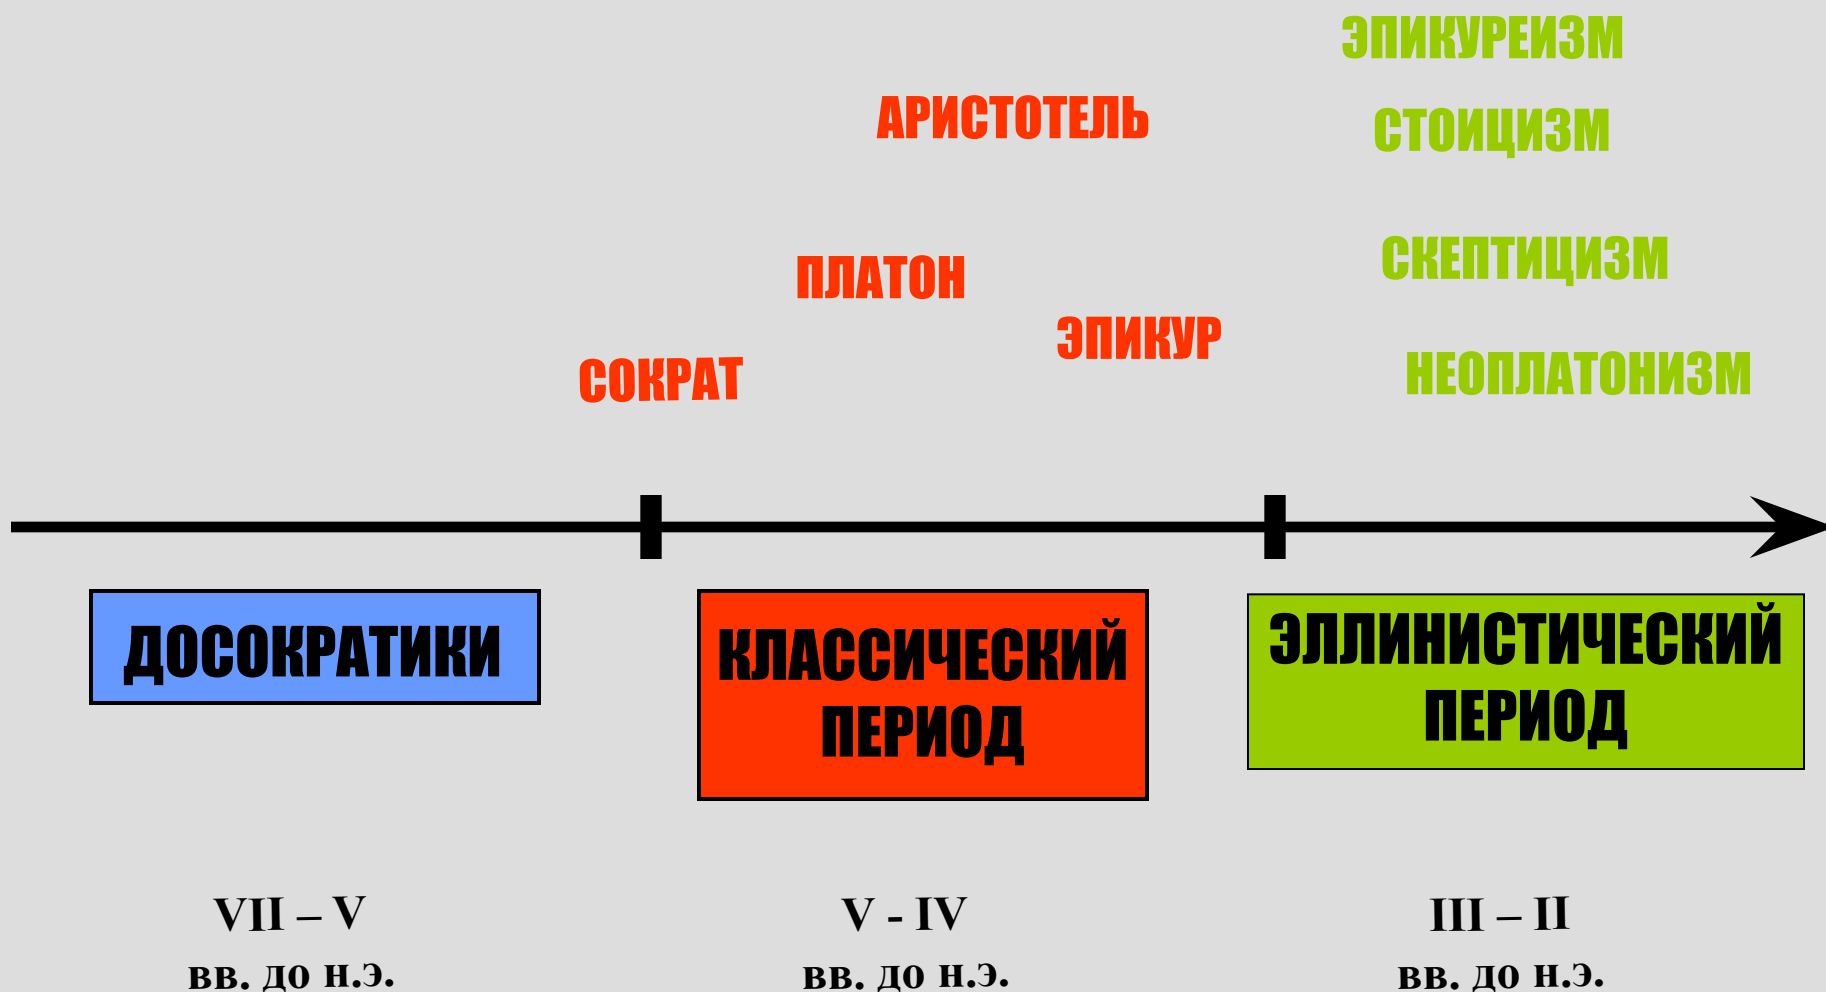 ЭПИКУРЕИЗМ
АРИСТОТЕЛЬ
СТОИЦИЗМ
СКЕПТИЦИЗМ
ПЛАТОН
ЭПИКУР
СОКРАТ
НЕОПЛАТОНИЗМ
ДОСОКРАТИКИ
КЛАССИЧЕСКИЙ
ПЕРИОД
ЭЛЛИНИСТИЧЕСКИЙ
ПЕРИОД
VII – V
вв. до н.э.
V - IV
вв. до н.э.
III – II
вв. до н.э.